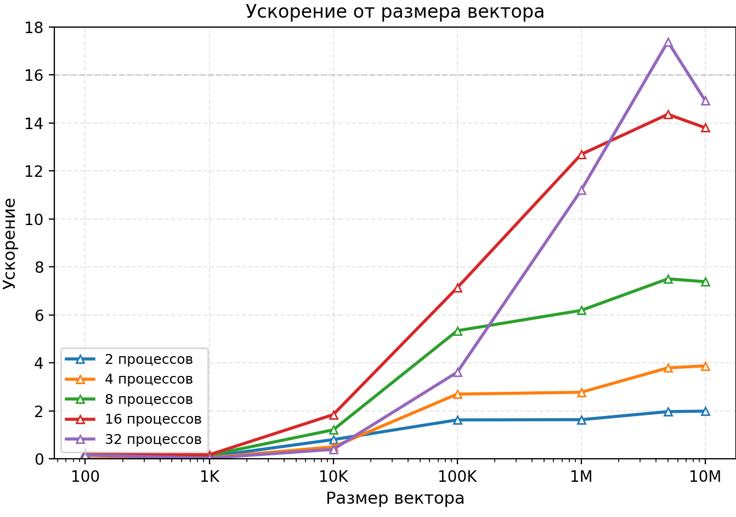 Ускорение от размера вектора
Ускорение
18
16
14
12
10
8
6
4
2
0
2 процессов
4 процессов
8 процессов
16 процессов
32 процессов
100
1K
10K
100K
1M
10M
Размер вектора